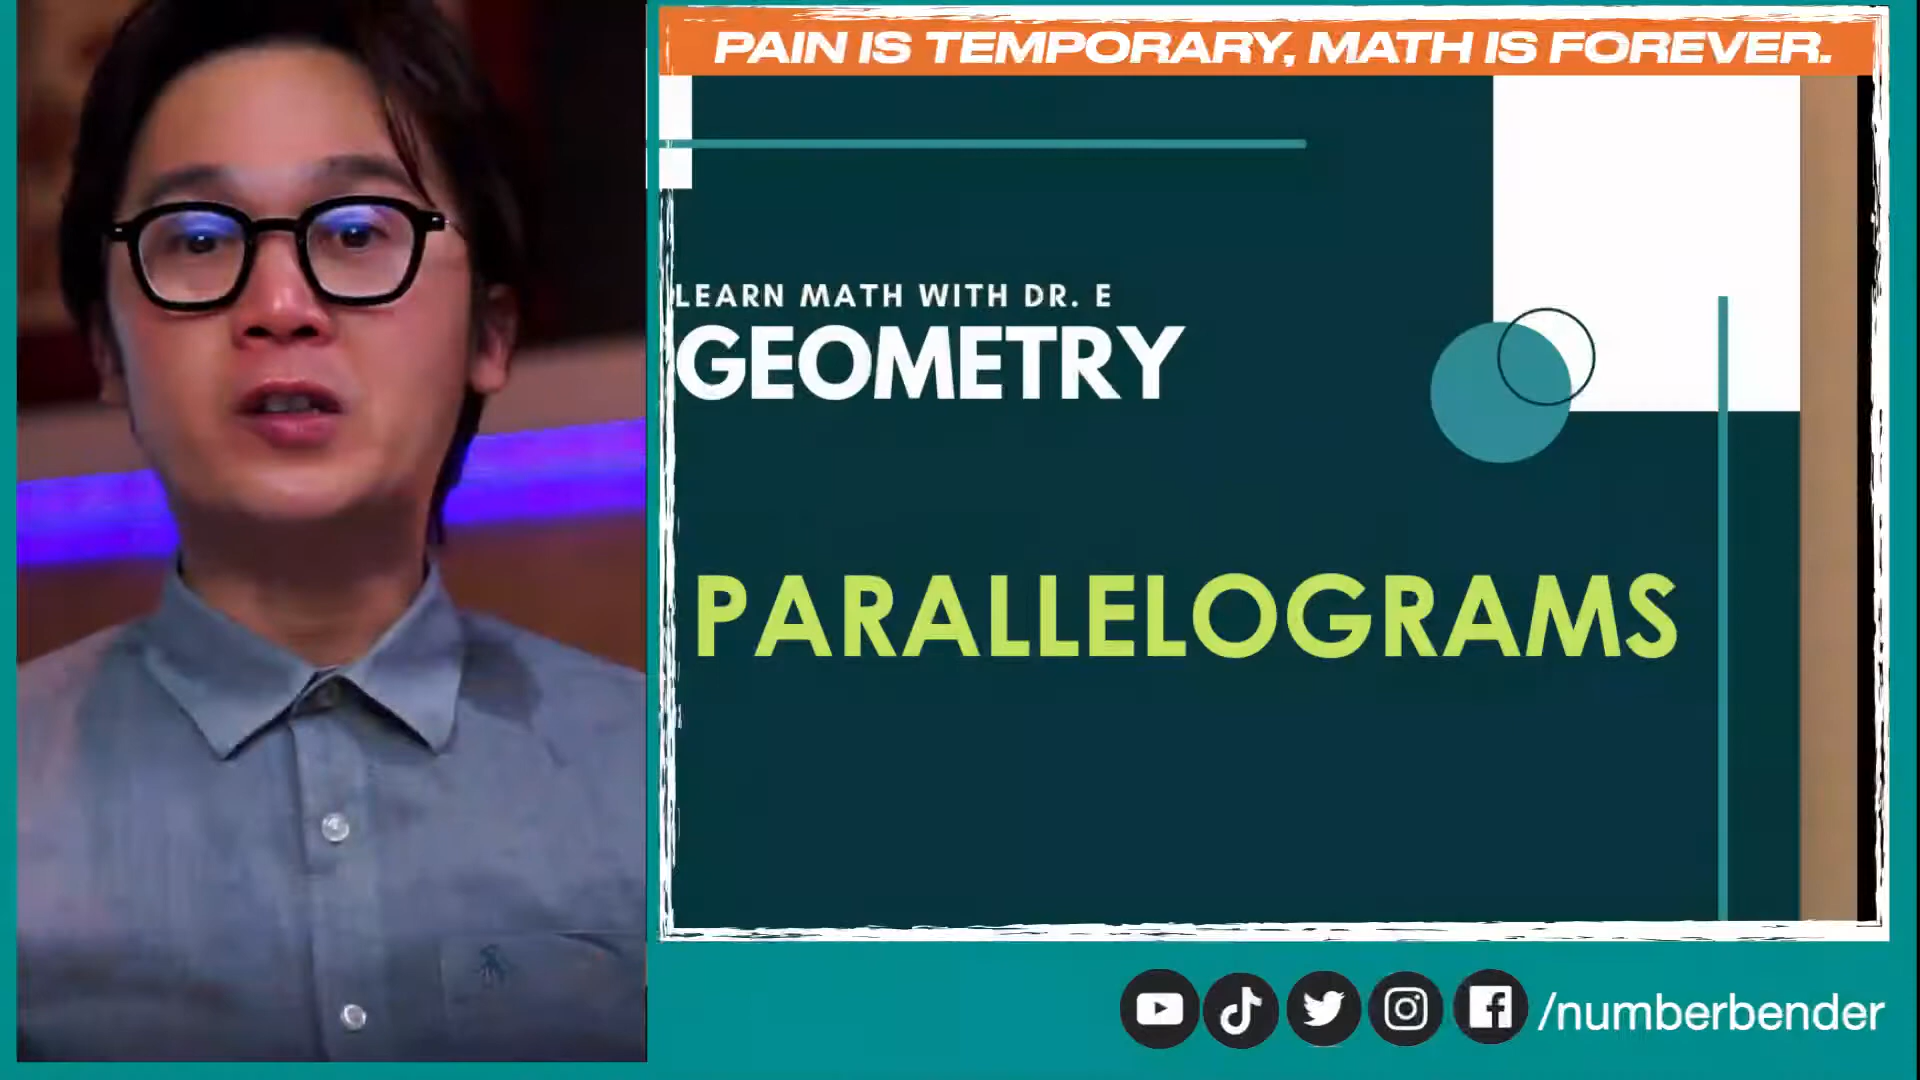 PAIN IS TEMPORARY, MATH IS FOREVER.
LEARN MATH WITH DR. E
GEOMETRY
PARALLELOGRAMS
/numberbender